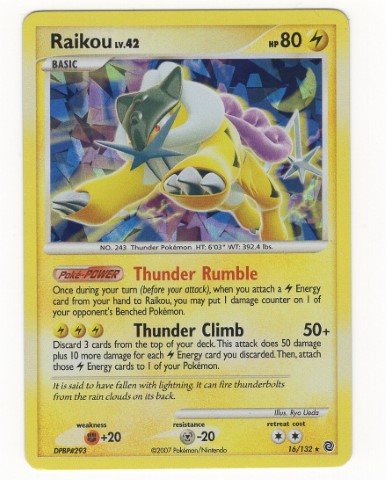 Raikou LV.42 HP 80
BASIC
NO. 243 Thunder Pokémon HT: 6'03" WT: 392.4 lbs.
Poké-POWER Thunder Rumble
Once during your turn (before your attack), when you attach a Energy
card from your hand to Raikou, you may put 1 damage counter on 1 of
your opponent's Benched Pokémon.
Thunder Climb 50+
Discard 3 cards from the top of your deck. This attack does 50 damage
plus 10 more damage for each Energy card you discarded. Then, attach
those Energy cards to 1 of your Pokémon.
It is said to have fallen with lightning. It can fire thunderbolts
from the rain clouds on its back.
Illus. Ryo Ueda
weakness resistance retreat cost
+20 -20
DPBP#293 ©2007 Pokémon/Nintendo 16/132